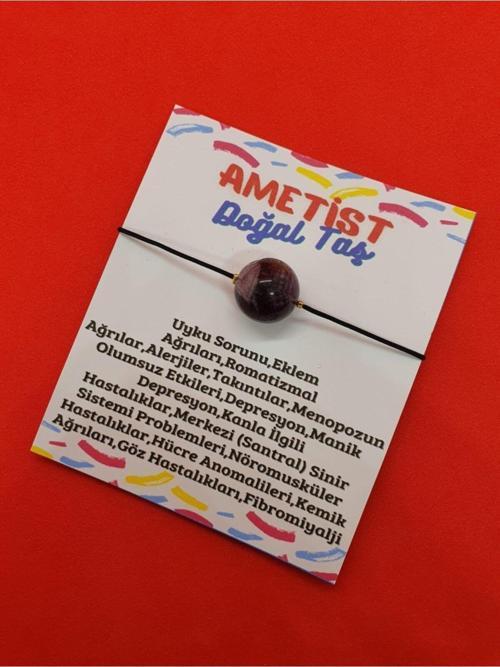 AMETİST
Doğal Taş
Uyku Sorunu,Eklem
Ağrıları,Romatizmal
Ağrılar,Alerjiler,Takıntılar,Menopozun
Olumsuz Etkileri,Depresyon,Manik
Depresyon,Kanla İlgili
Hastalıklar,Merkezi (Santral) Sinir
Sistemi Problemleri,Nöromusküler
Hastalıklar,Hücre Anomalileri,Kemik
Ağrıları,Göz Hastalıkları,Fibromiyalji